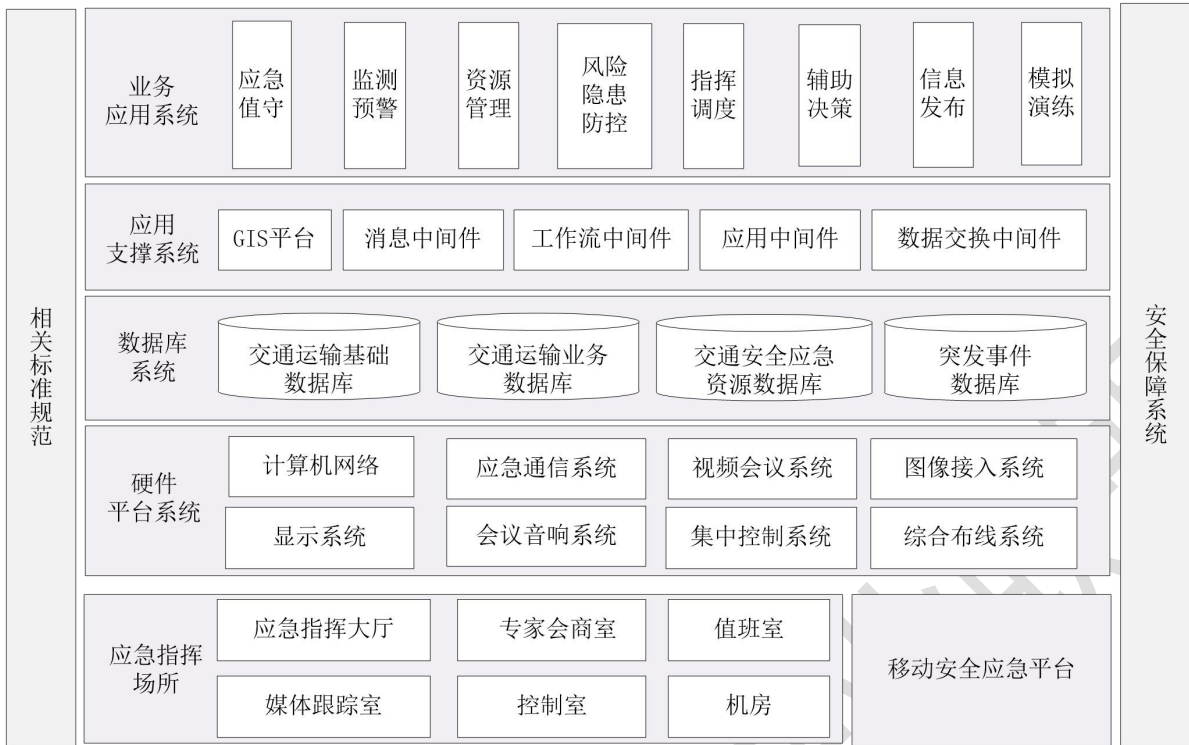 相关标准规范
业务
应用系统
应急
值守
监测
预警
资源
管理
风险
隐患
防控
指挥
调度
辅助
决策
信息
发布
模拟
演练
应用
支撑系统
GIS平台
消息中间件
工作流中间件
应用中间件
数据交换中间件
数据库
系统
交通运输基础
数据库
交通运输业务
数据库
交通安全应急
资源数据库
突发事件
数据库
硬件
平台系统
计算机网络
应急通信系统
视频会议系统
图像接入系统
显示系统
会议音响系统
集中控制系统
综合布线系统
应急指挥
场所
应急指挥大厅
专家会商室
值班室
媒体跟踪室
控制室
机房
移动安全应急平台
安全保障系统